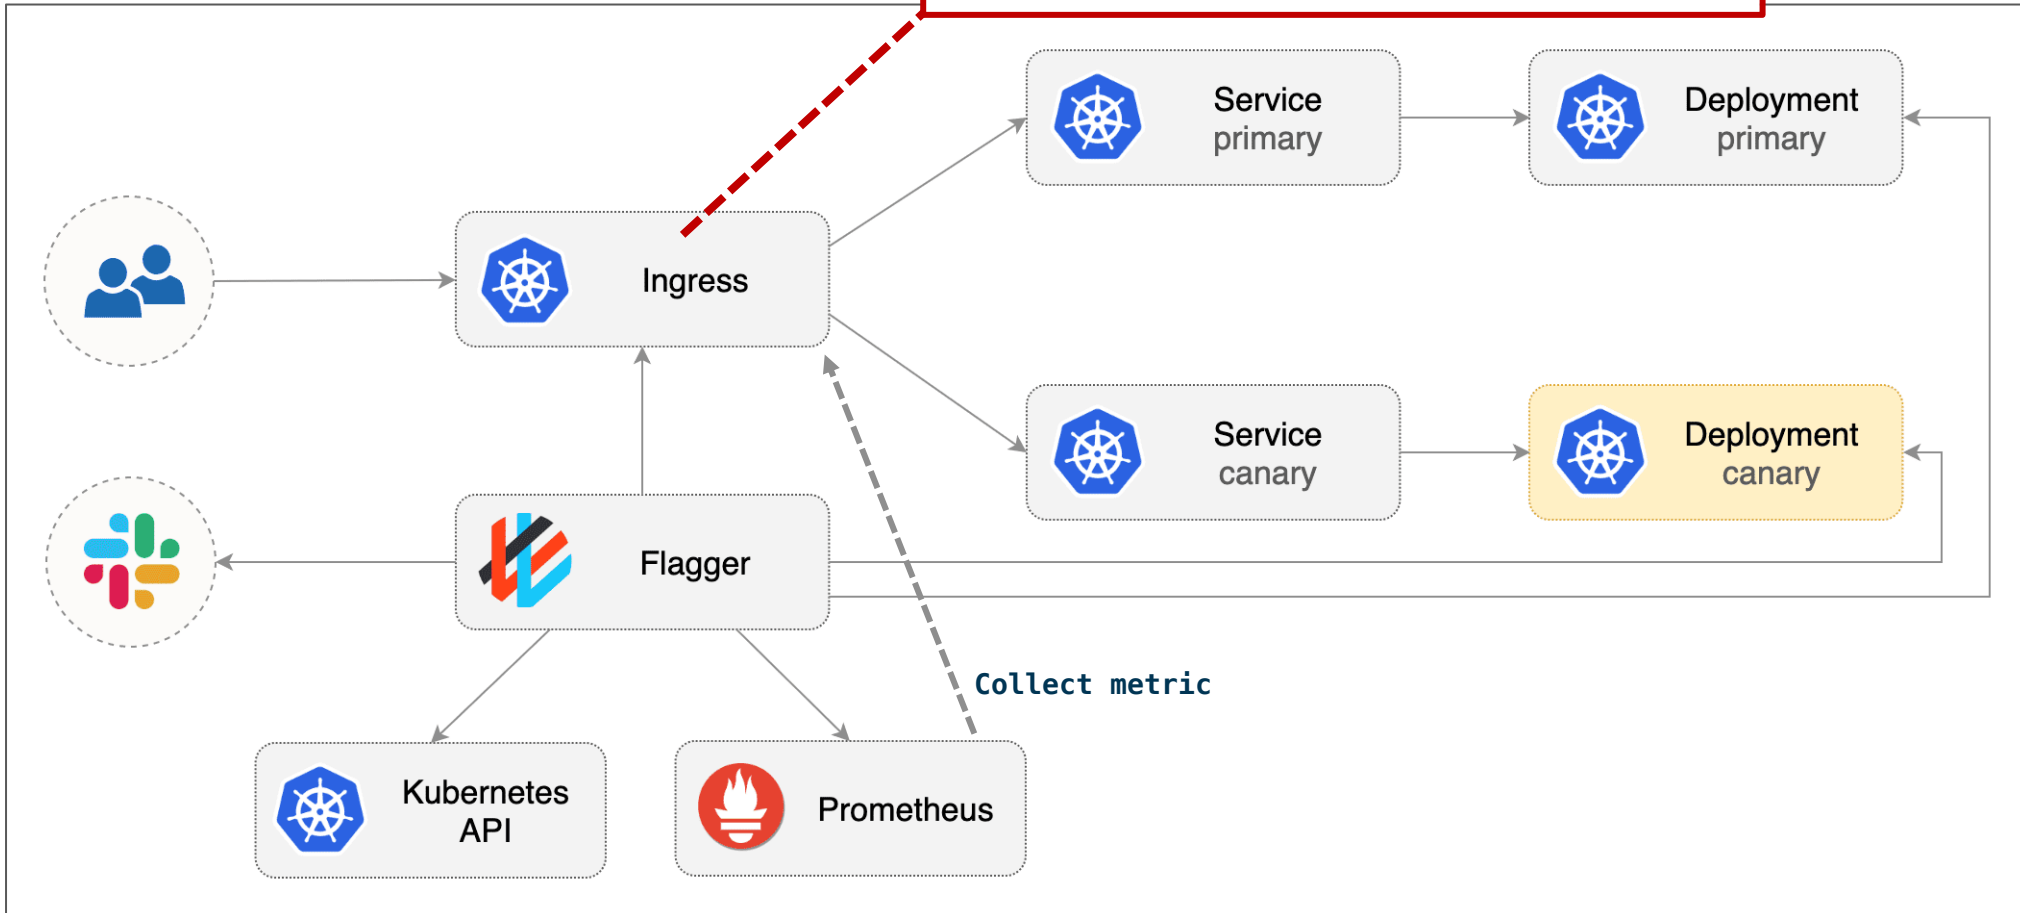 Service
primary
Deployment
primary
Ingress
Service
canary
Deployment
canary
Flagger
Collect metric
Kubernetes
API
Prometheus